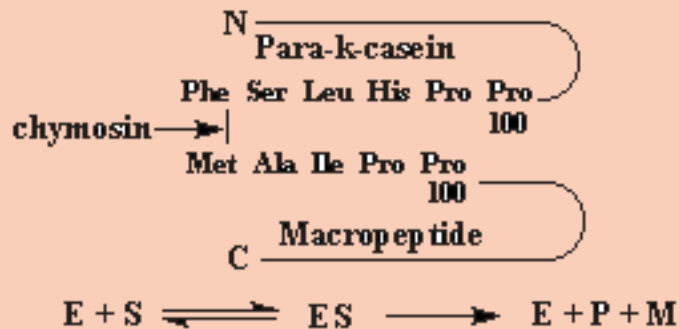 N
Para-k-casein
Phe Ser Leu His Pro Pro
100
chymosin
Met Ala Ile Pro Pro
100
Macropeptide
C
E + S ES E + P + M